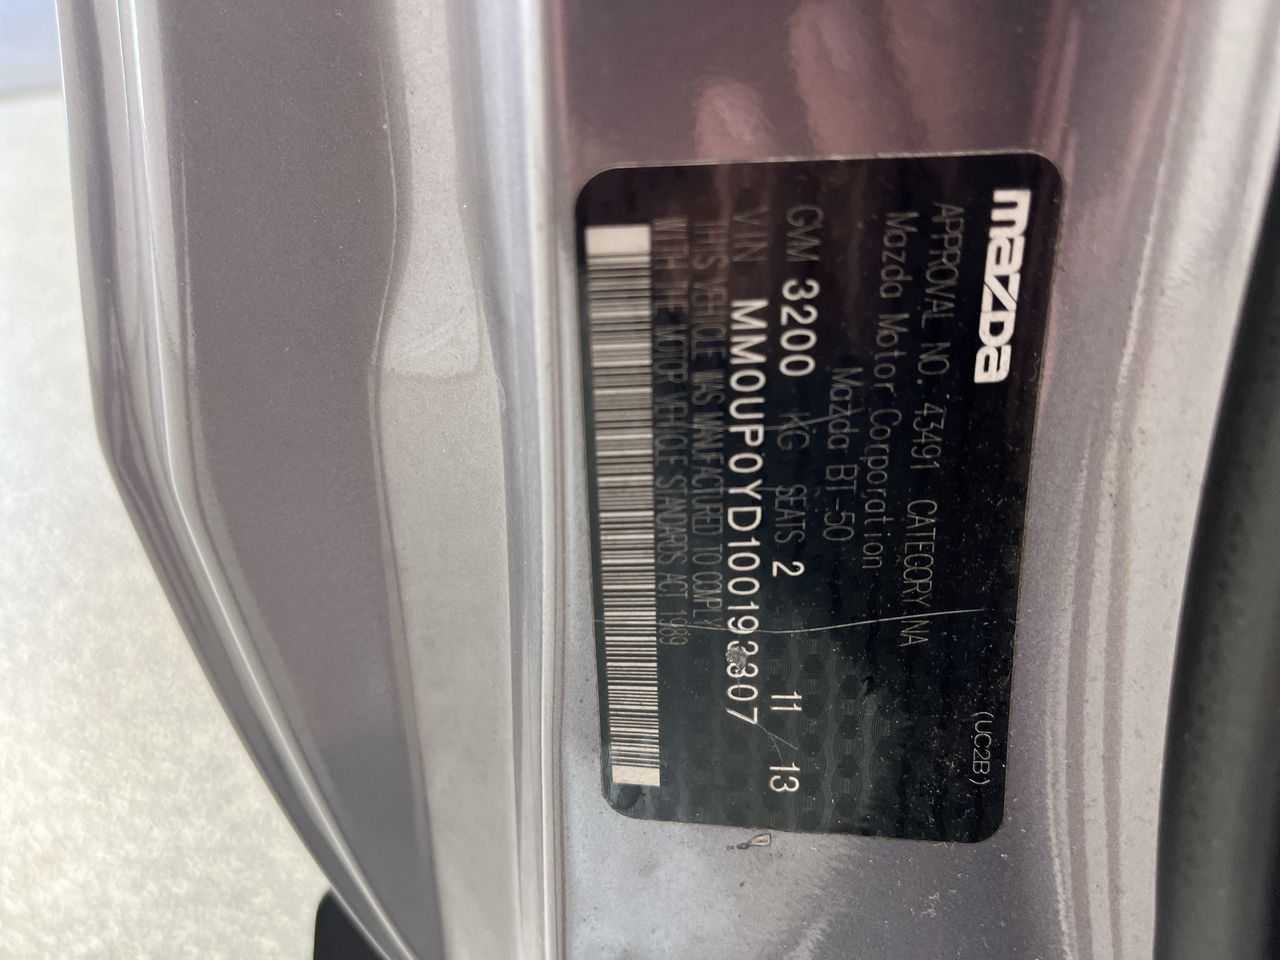 mazda
(UC2B)
APPROVAL NO. 43491 CATEGORY NA
Mazda Motor Corporation
Mazda BT-50
GVM 3200 KG SEATS 2 11 / 13
VIN MM0UP0YD100193307
THIS VEHICLE WAS MANUFACTURED TO COMPLY
WITH THE MOTOR VEHICLE STANDARDS ACT 1989